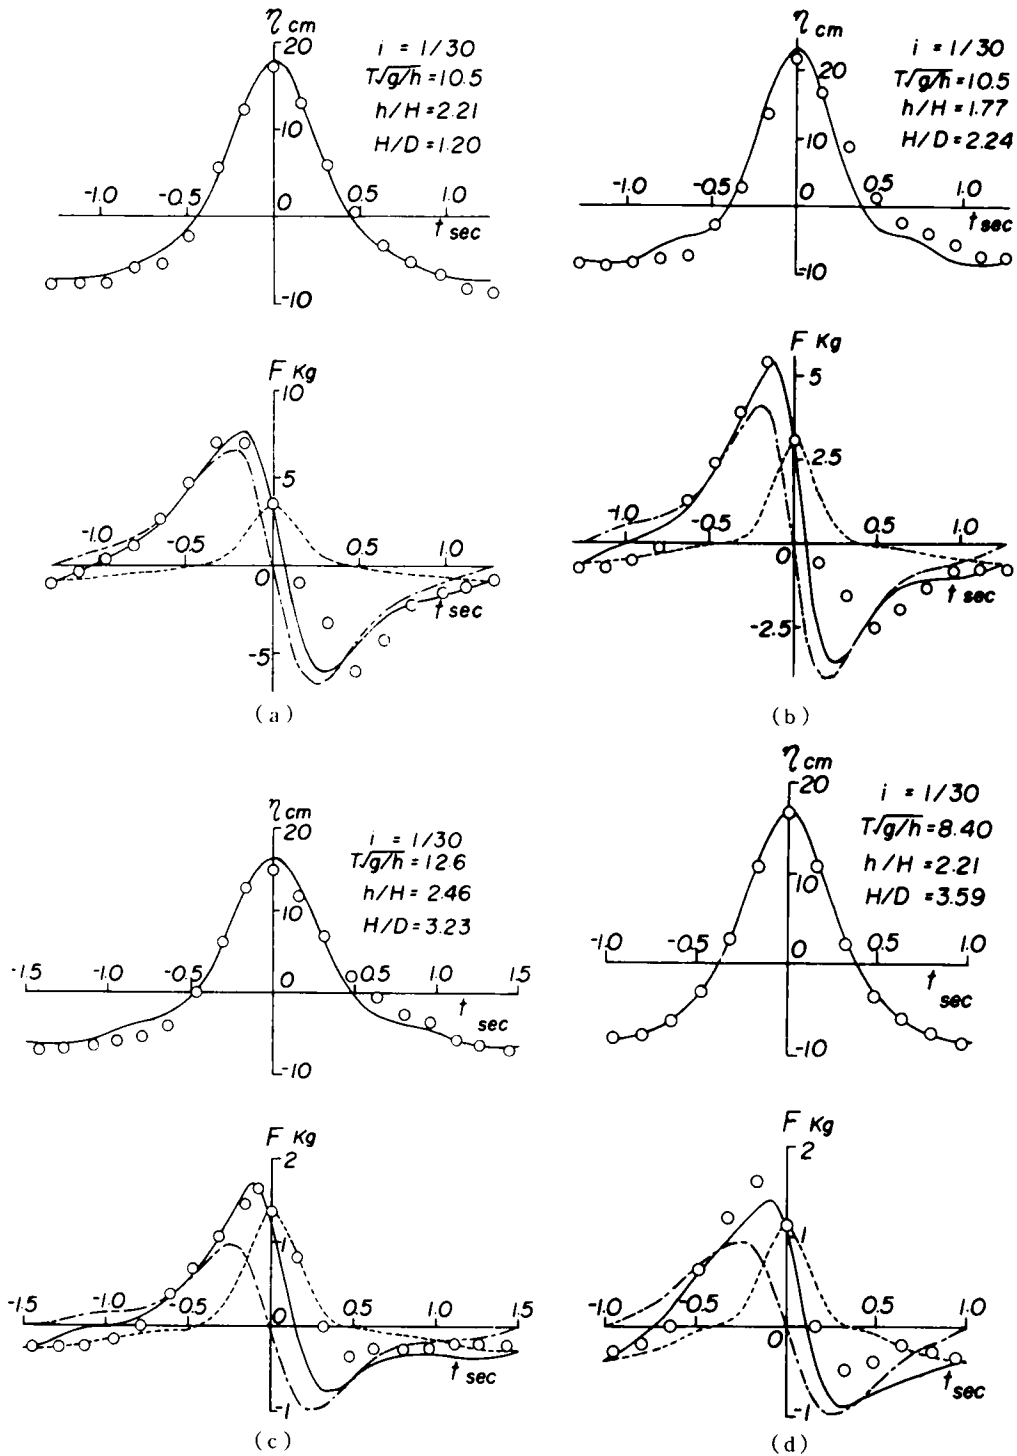 η cm
20
i = 1/30
T√g/h = 10.5
h/H = 2.21
10
H/D = 1.20
-1.0 -0.5 0 0.5 1.0
t sec
-10
F Kg
10
5
-1.0 -0.5 0 0.5 1.0
t sec
-5
(a)
η cm
i = 1/30
20
T√g/h = 10.5
h/H = 1.77
10
H/D = 2.24
-1.0 -0.5 0 0.5 1.0
t sec
-10
F Kg
5
2.5
-1.0 -0.5 0 0.5 1.0
t sec
-2.5
(b)
η cm
20
i = 1/30
T√g/h = 12.6
h/H = 2.46
10
H/D = 3.23
-1.5 -1.0 -0.5 0 0.5 1.0 1.5
t sec
-10
F Kg
2
1
-1.5 -1.0 -0.5 0 0.5 1.0 1.5
t sec
-1
(c)
η cm
20
i = 1/30
T√g/h = 8.40
h/H = 2.21
10
H/D = 3.59
-1.0 -0.5 0 0.5 1.0
t sec
-10
F Kg
2
1
-1.0 -0.5 0 0.5 1.0
t sec
-1
(d)